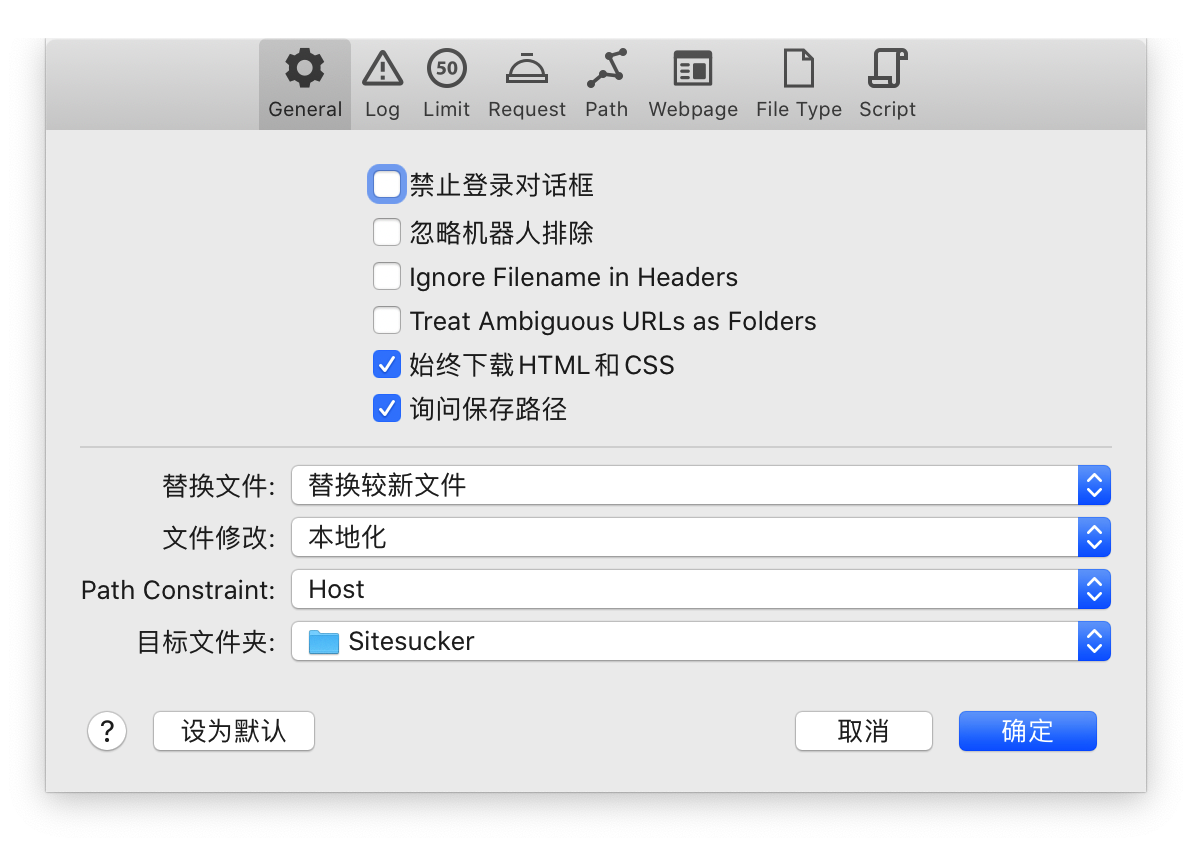 General
Log
50
Limit
Request
Path
Webpage
File Type
Script
禁止登录对话框
忽略机器人排除
Ignore Filename in Headers
Treat Ambiguous URLs as Folders
始终下载HTML和CSS
询问保存路径
替换文件: 替换较新文件
文件修改: 本地化
Path Constraint: Host
目标文件夹: Sitesucker
? 设为默认 取消 确定